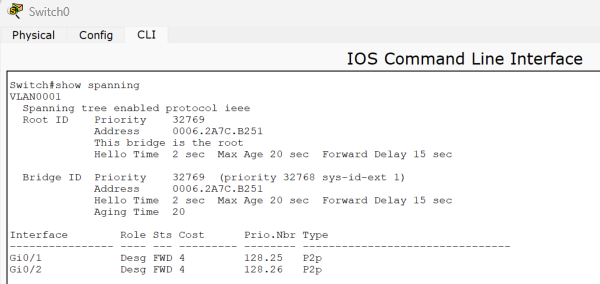 Switch0
Physical Config CLI
IOS Command Line Interface
Switch#show spanning
VLAN0001
  Spanning tree enabled protocol ieee
  Root ID    Priority    32769
             Address     0006.2A7C.B251
             This bridge is the root
             Hello Time  2 sec  Max Age 20 sec  Forward Delay 15 sec

  Bridge ID  Priority    32769  (priority 32768 sys-id-ext 1)
             Address     0006.2A7C.B251
             Hello Time  2 sec  Max Age 20 sec  Forward Delay 15 sec
             Aging Time  20

Interface        Role Sts Cost      Prio.Nbr Type
---------------- ---- --- --------- -------- --------------------------------
Gi0/1            Desg FWD 4         128.25   P2p
Gi0/2            Desg FWD 4         128.26   P2p